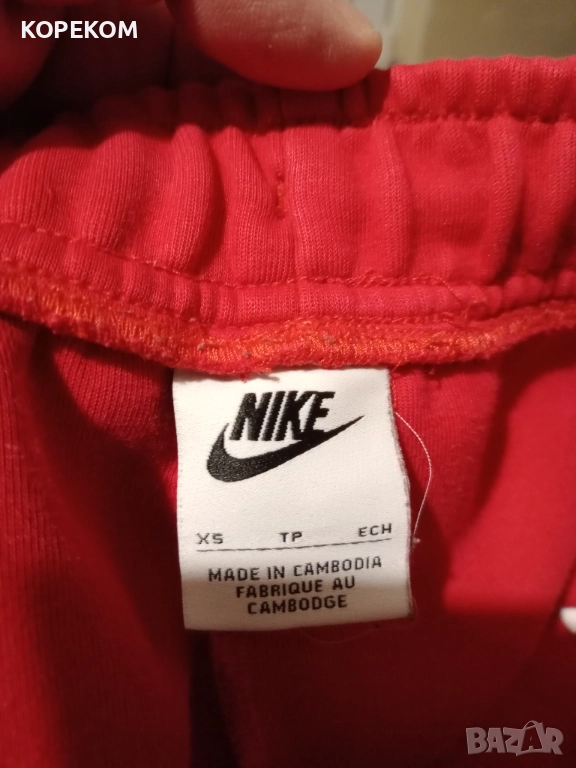 КОРЕКОМ
NIKE
XS TP ECH
MADE IN CAMBODIA
FABRIQUE AU
CAMBODGE
BAZAR